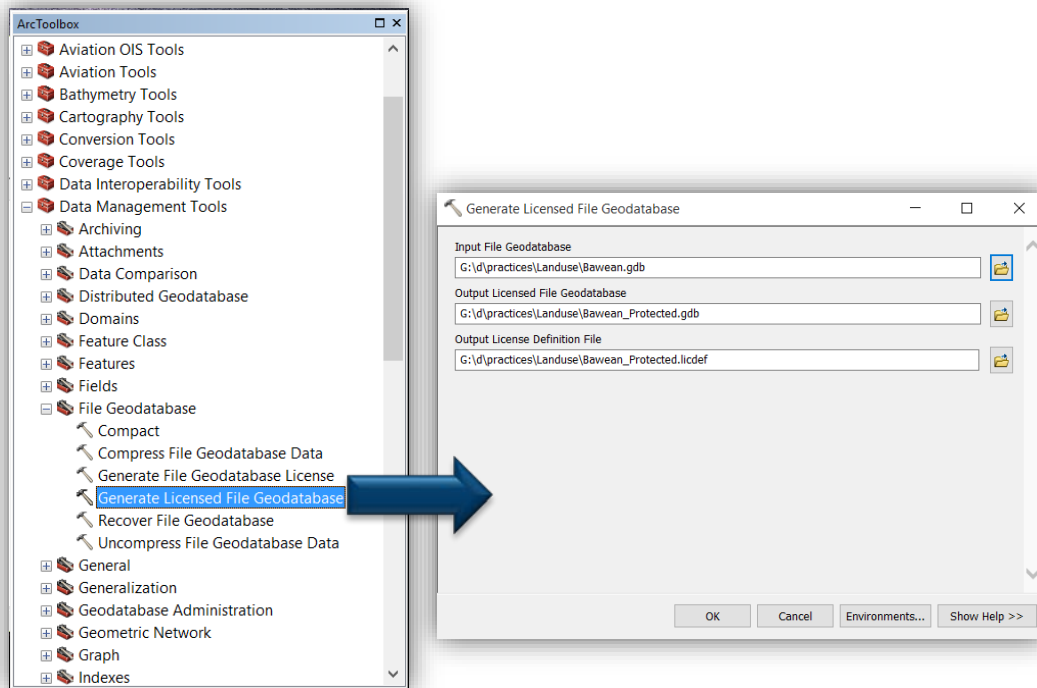 ArcToolbox
Aviation OIS Tools
Aviation Tools
Bathymetry Tools
Cartography Tools
Conversion Tools
Coverage Tools
Data Interoperability Tools
Data Management Tools
Archiving
Attachments
Data Comparison
Distributed Geodatabase
Domains
Feature Class
Features
Fields
File Geodatabase
Compact
Compress File Geodatabase Data
Generate File Geodatabase License
Generate Licensed File Geodatabase
Recover File Geodatabase
Uncompress File Geodatabase Data
General
Generalization
Geodatabase Administration
Geometric Network
Graph
Indexes
Generate Licensed File Geodatabase
Input File Geodatabase
G:\d\practices\Landuse\Bawean.gdb
Output Licensed File Geodatabase
G:\d\practices\Landuse\Bawean_Protected.gdb
Output License Definition File
G:\d\practices\Landuse\Bawean_Protected.licdef
OK Cancel Environments... Show Help >>